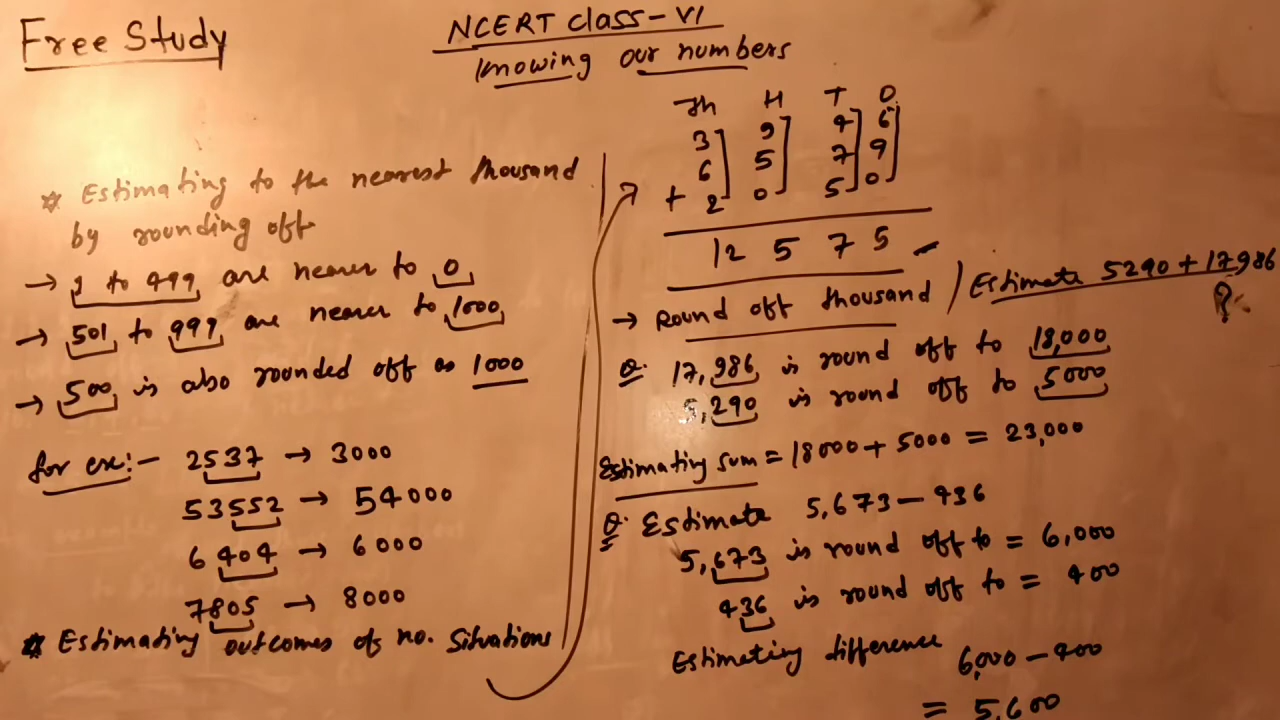 Free Study
NCERT Class-VI
Knowing our numbers
* Estimating to the nearest thousand
by rounding off
→ 1 to 499 are nearer to 0
→ 501 to 999 are nearer to 1000
→ 500 is also rounded off as 1000
for ex:- 2537 → 3000
53552 → 54000
6404 → 6000
7805 → 8000
* Estimating outcomes of no. Situations
Th H T O
3 9 4 6
6 5 7 9
+ 2 0 5 0
12 5 7 5
→ Round off thousand / Estimate 5290 + 17986
?
Q. 17,986 is round off to 18,000
5,290 is round off to 5000
Estimating sum = 18000 + 5000 = 23,000
Q. Estimate 5,673 - 436
5,673 is round off to = 6,000
436 is round off to = 400
Estimating difference
6,000 - 400
= 5,600